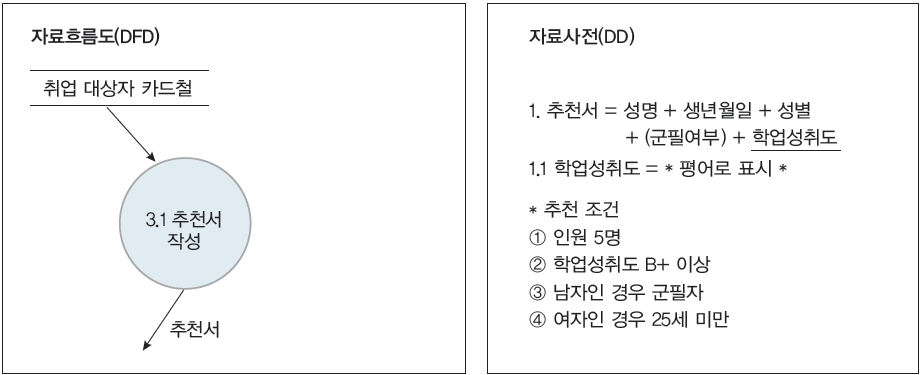 자료흐름도(DFD)
취업 대상자 카드철
3.1 추천서
작성
추천서
자료사전(DD)
1. 추천서 = 성명 + 생년월일 + 성별
+ (군필여부) + 학업성취도
1.1 학업성취도 = * 평어로 표시 *
* 추천 조건
① 인원 5명
② 학업성취도 B+ 이상
③ 남자인 경우 군필자
④ 여자인 경우 25세 미만